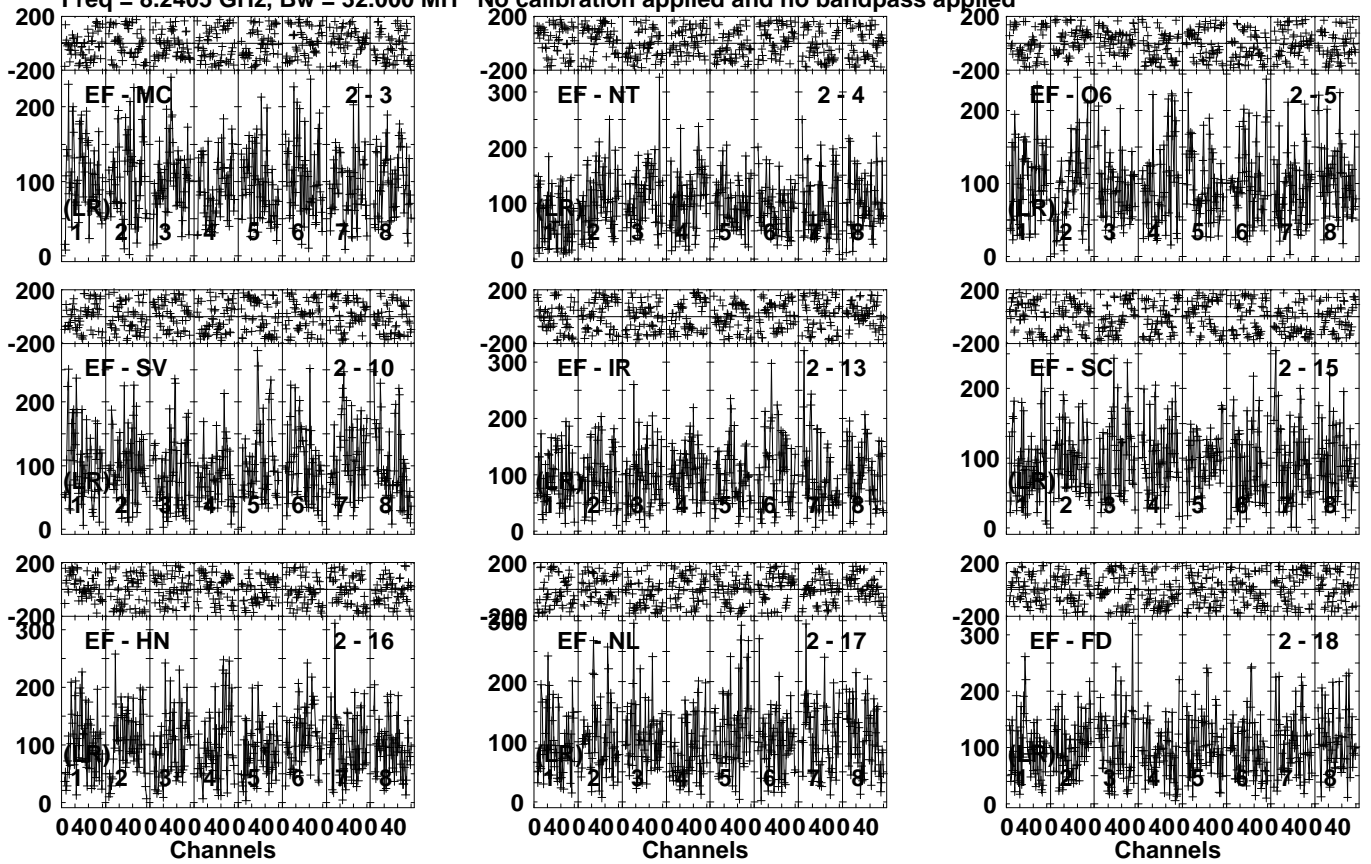 Freq = 8.2405 GHz, Bw = 32.000 MH No calibration applied and no bandpass applied
200 200 200
-200 -200 -200
EF - MC 2 - 3 EF - NT 2 - 4 EF - O6 2 - 5
200 300 200
100 200 100
0 100 0
0
(LR) (LR) (LR)
1 2 3 4 5 6 7 8 1 2 3 4 5 6 7 8 1 2 3 4 5 6 7 8
200 200 200
-200 -200 -200
EF - SV 2 - 10 EF - IR 2 - 13 EF - SC 2 - 15
200 300 200
100 200 100
0 100 0
0
(LR) (LR) (LR)
1 2 3 4 5 6 7 8 1 2 3 4 5 6 7 8 1 2 3 4 5 6 7 8
200 200 200
-200 -200 -200
EF - HN 2 - 16 EF - NL 2 - 17 EF - FD 2 - 18
300 300 300
200 200 200
100 100 100
0 0 0
(LR) (LR) (LR)
1 2 3 4 5 6 7 8 1 2 3 4 5 6 7 8 1 2 3 4 5 6 7 8
0 40 0 40 0 40 0 40 0 40 0 40 0 40 0 40 0 40 0 40 0 40 0 40 0 40 0 40 0 40 0 40 0 40 0 40 0 40 0 40 0 40 0 40 0 40 0 40
Channels Channels Channels